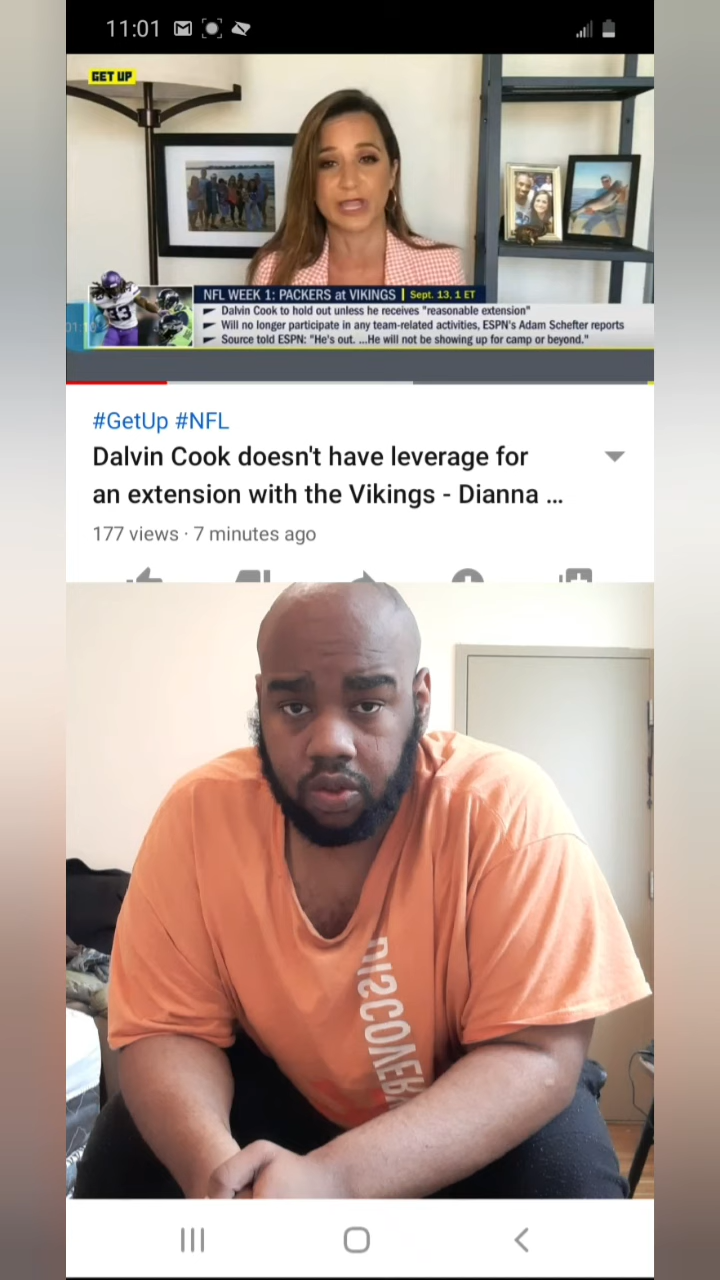 11:01
GET UP
33
NFL WEEK 1: PACKERS at VIKINGS | Sept. 13, 1 ET
Dalvin Cook to hold out unless he receives "reasonable extension"
Will no longer participate in any team-related activities, ESPN's Adam Schefter reports
Source told ESPN: "He's out. ...He will not be showing up for camp or beyond."
#GetUp #NFL
Dalvin Cook doesn't have leverage for
an extension with the Vikings - Dianna ...
177 views · 7 minutes ago
DISCOVER